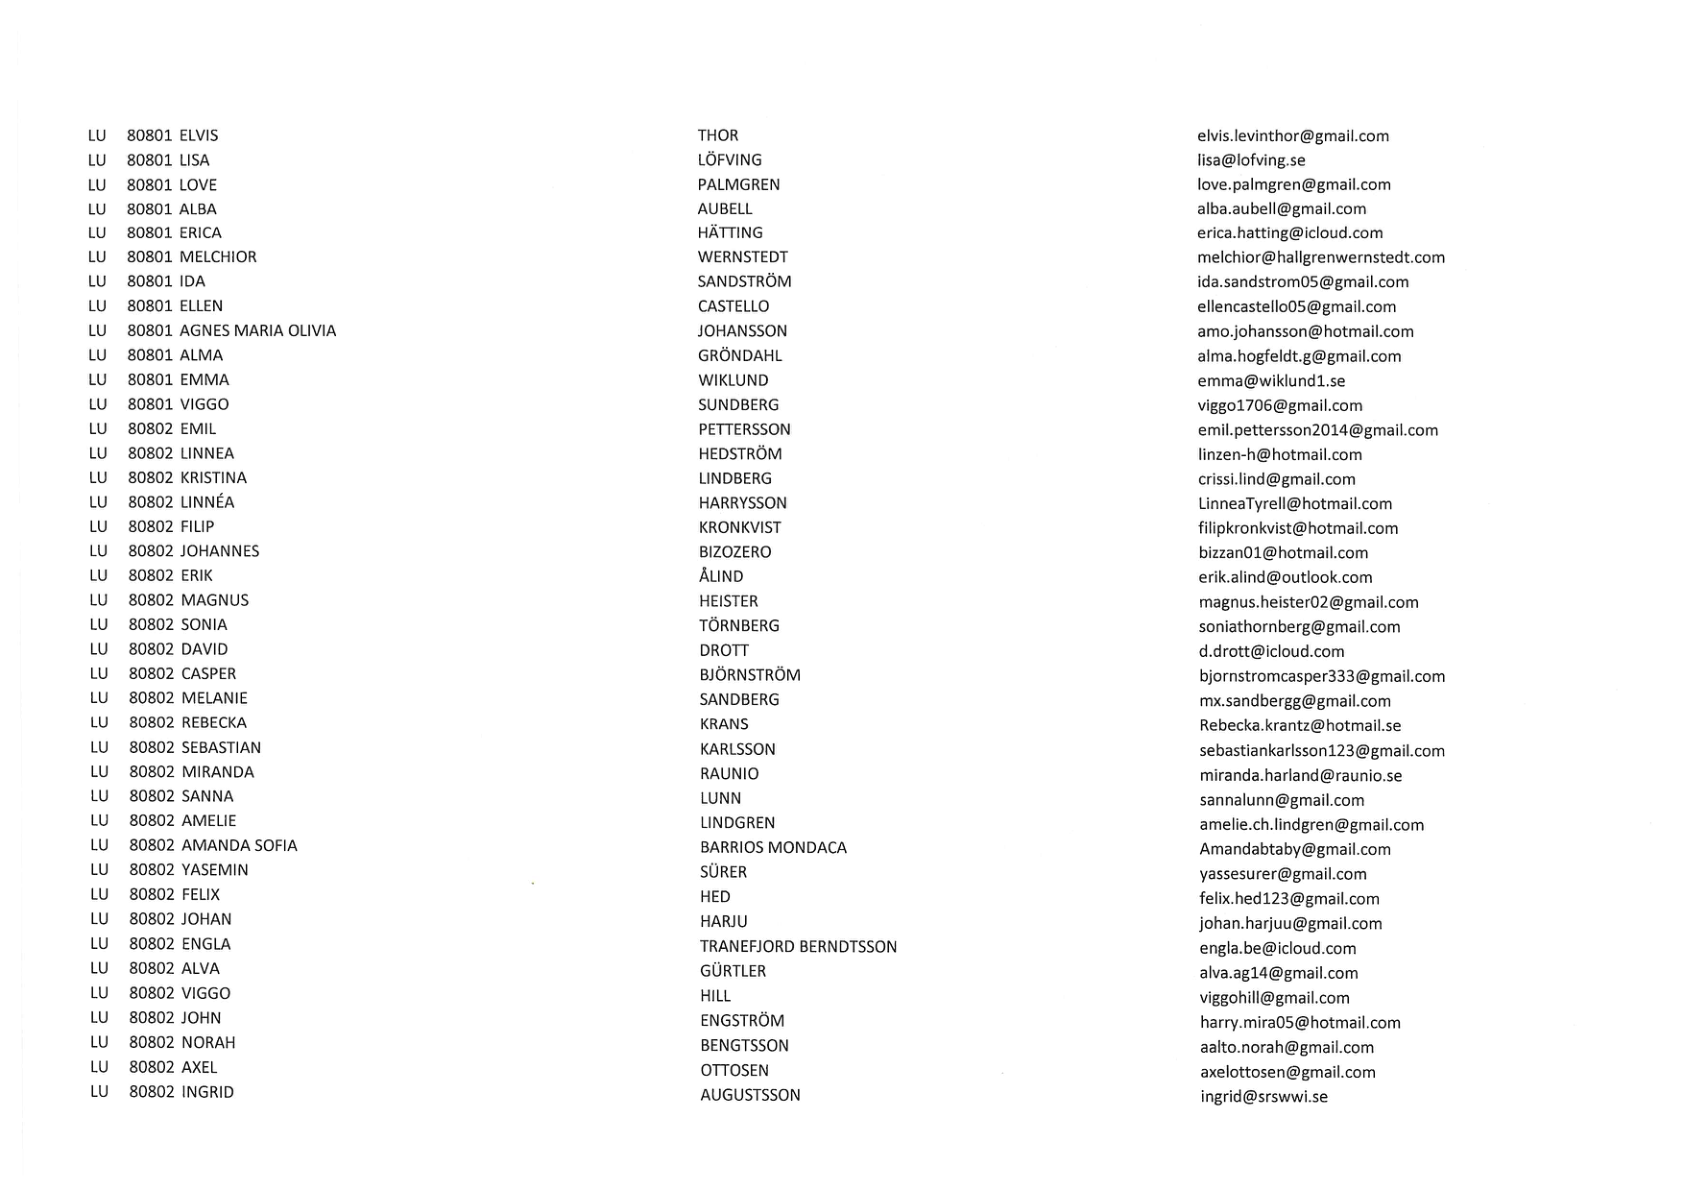 LU 80801 ELVIS THOR elvis.levinthor@gmail.com
LU 80801 LISA LÖFVING lisa@lofving.se
LU 80801 LOVE PALMGREN love.palmgren@gmail.com
LU 80801 ALBA AUBELL alba.aubell@gmail.com
LU 80801 ERICA HÄTTING erica.hatting@icloud.com
LU 80801 MELCHIOR WERNSTEDT melchior@hallgrenwernstedt.com
LU 80801 IDA SANDSTRÖM ida.sandstrom05@gmail.com
LU 80801 ELLEN CASTELLO ellencastello05@gmail.com
LU 80801 AGNES MARIA OLIVIA JOHANSSON amo.johansson@hotmail.com
LU 80801 ALMA GRÖNDAHL alma.hogfeldt.g@gmail.com
LU 80801 EMMA WIKLUND emma@wiklund1.se
LU 80801 VIGGO SUNDBERG viggo1706@gmail.com
LU 80802 EMIL PETTERSSON emil.pettersson2014@gmail.com
LU 80802 LINNEA HEDSTRÖM linzen-h@hotmail.com
LU 80802 KRISTINA LINDBERG crissi.lind@gmail.com
LU 80802 LINNÉA HARRYSSON LinneaTyrell@hotmail.com
LU 80802 FILIP KRONKVIST filipkronkvist@hotmail.com
LU 80802 JOHANNES BIZOZERO bizzan01@hotmail.com
LU 80802 ERIK ÅLIND erik.alind@outlook.com
LU 80802 MAGNUS HEISTER magnus.heister02@gmail.com
LU 80802 SONIA TÖRNBERG soniathornberg@gmail.com
LU 80802 DAVID DROTT d.drott@icloud.com
LU 80802 CASPER BJÖRNSTRÖM bjornstromcasper333@gmail.com
LU 80802 MELANIE SANDBERG mx.sandbergg@gmail.com
LU 80802 REBECKA KRANS Rebecka.krantz@hotmail.se
LU 80802 SEBASTIAN KARLSSON sebastiankarlsson123@gmail.com
LU 80802 MIRANDA RAUNIO miranda.harland@raunio.se
LU 80802 SANNA LUNN sannalunn@gmail.com
LU 80802 AMELIE LINDGREN amelie.ch.lindgren@gmail.com
LU 80802 AMANDA SOFIA BARRIOS MONDACA Amandabtaby@gmail.com
LU 80802 YASEMIN SÜRER yassesurer@gmail.com
LU 80802 FELIX HED felix.hed123@gmail.com
LU 80802 JOHAN HARJU johan.harjuu@gmail.com
LU 80802 ENGLA TRANEFJORD BERNDTSSON engla.be@icloud.com
LU 80802 ALVA GÜRTLER alva.ag14@gmail.com
LU 80802 VIGGO HILL viggohill@gmail.com
LU 80802 JOHN ENGSTRÖM harry.mira05@hotmail.com
LU 80802 NORAH BENGTSSON aalto.norah@gmail.com
LU 80802 AXEL OTTOSEN axelottosen@gmail.com
LU 80802 INGRID AUGUSTSSON ingrid@srswwi.se